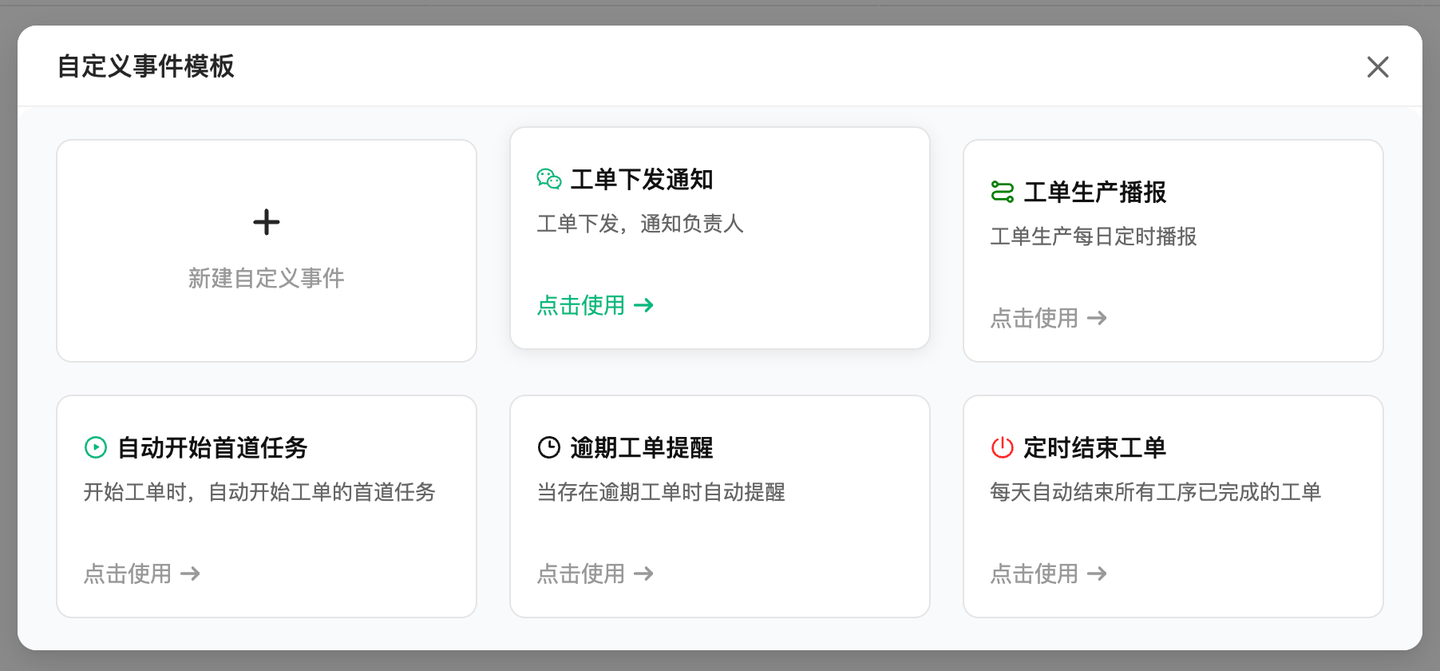 自定义事件模板
新建自定义事件
工单下发通知
工单下发，通知负责人
点击使用
工单生产播报
工单生产每日定时播报
点击使用
自动开始首道任务
开始工单时，自动开始工单的首道任务
点击使用
逾期工单提醒
当存在逾期工单时自动提醒
点击使用
定时结束工单
每天自动结束所有工序已完成的工单
点击使用